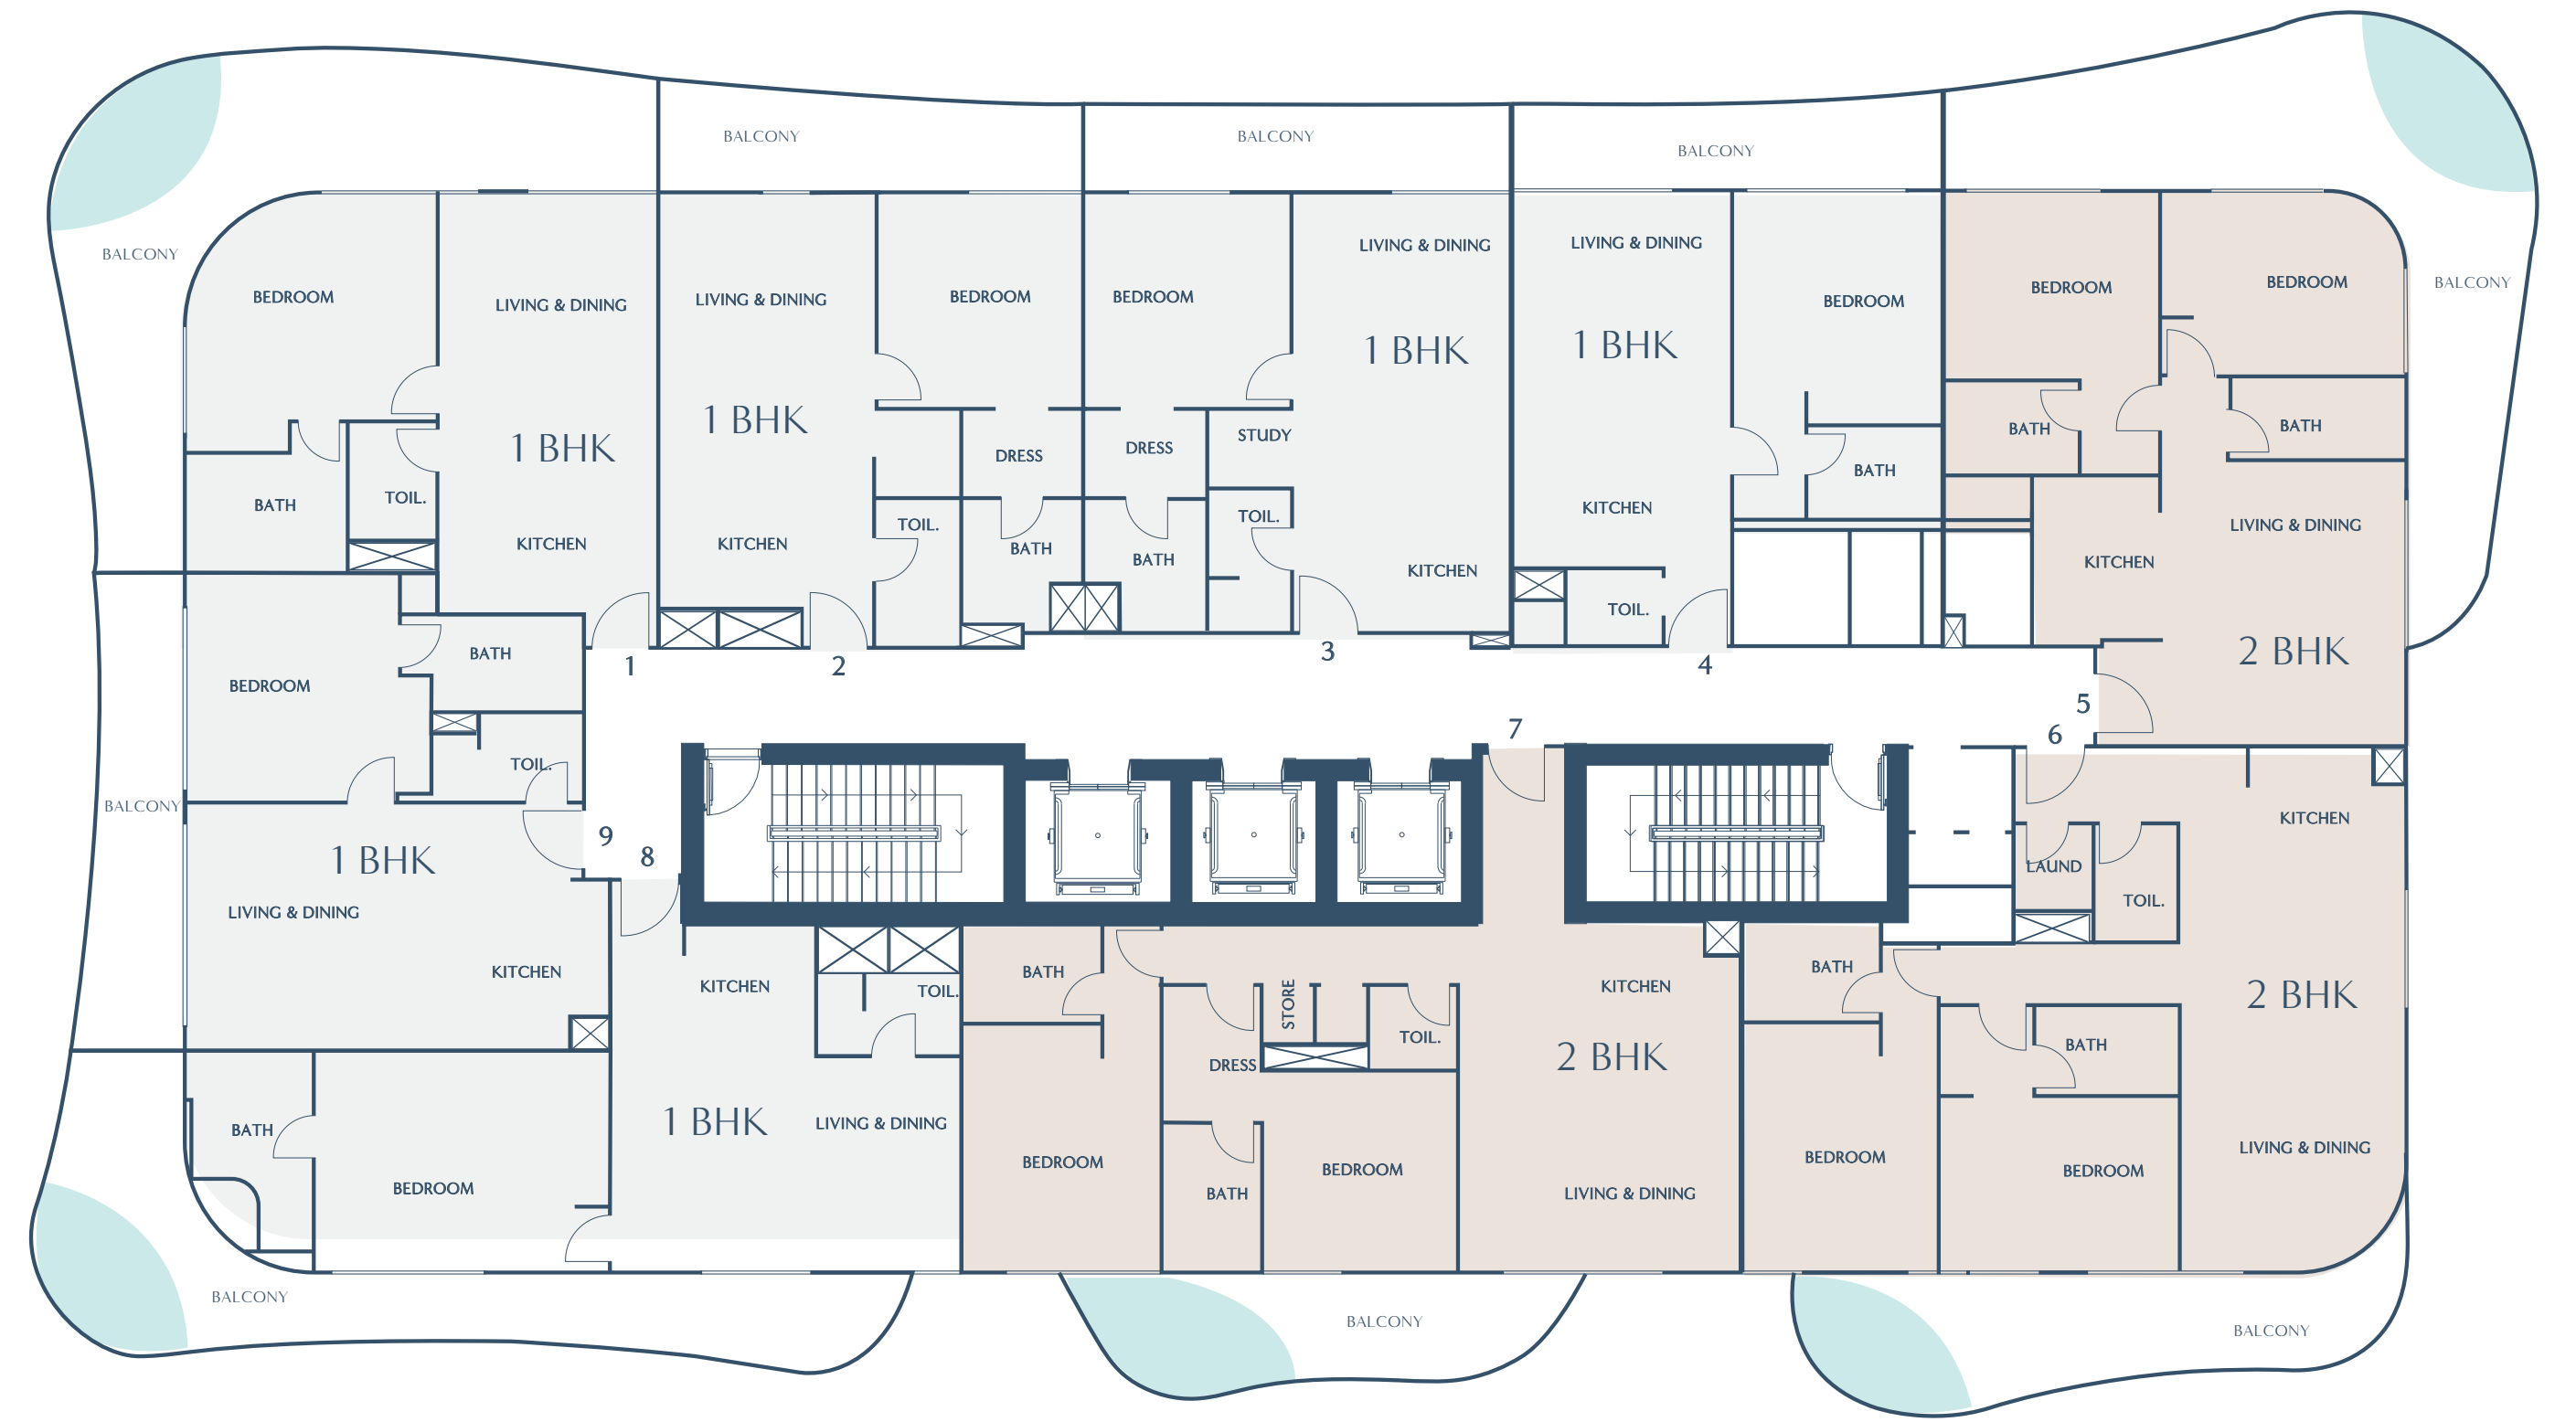 BALCONY
BALCONY
BALCONY
BALCONY
BALCONY
BEDROOM
LIVING & DINING
1 BHK
BATH
TOIL.
KITCHEN
1
LIVING & DINING
BEDROOM
1 BHK
DRESS
TOIL.
KITCHEN
BATH
2
BEDROOM
LIVING & DINING
1 BHK
DRESS
STUDY
TOIL.
BATH
KITCHEN
3
LIVING & DINING
BEDROOM
1 BHK
BATH
KITCHEN
TOIL.
4
BEDROOM
BEDROOM
BALCONY
BATH
BATH
LIVING & DINING
KITCHEN
2 BHK
5
6
KITCHEN
LAUND
TOIL.
BATH
2 BHK
BATH
LIVING & DINING
BEDROOM
BEDROOM
BALCONY
7
BATH
STORE
KITCHEN
TOIL.
DRESS
2 BHK
BEDROOM
BEDROOM
BATH
LIVING & DINING
BALCONY
8
KITCHEN
TOIL.
1 BHK
LIVING & DINING
BEDROOM
BATH
BALCONY
9
BATH
BEDROOM
TOIL.
1 BHK
LIVING & DINING
KITCHEN